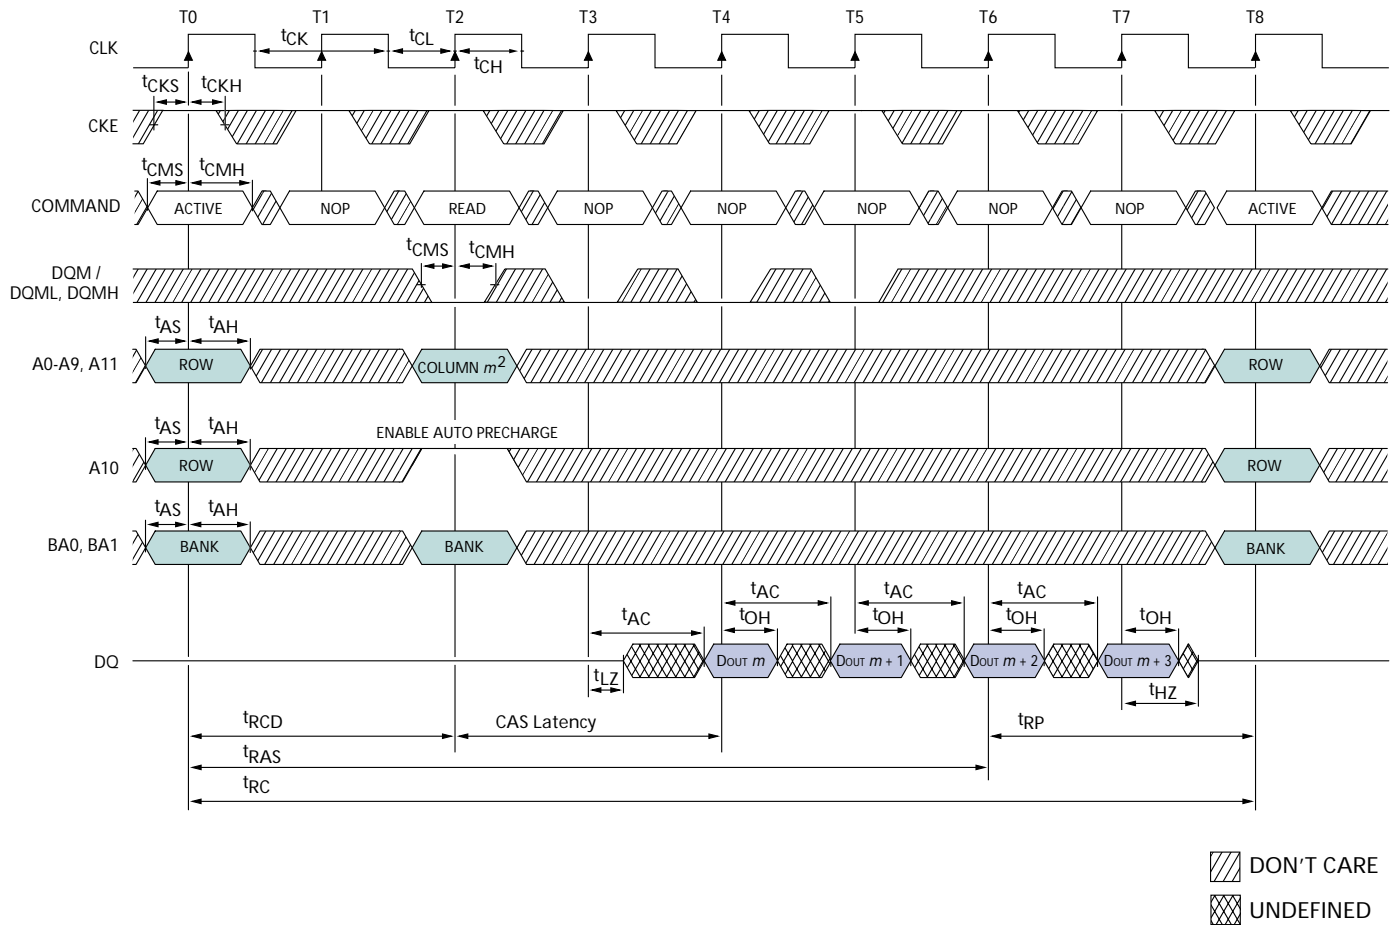 T0 T1 T2 T3 T4 T5 T6 T7 T8
CLK
tCK tCL
tCH
tCKS tCKH
CKE
tCMS tCMH
COMMAND ACTIVE NOP READ NOP NOP NOP NOP NOP ACTIVE
tCMS tCMH
DQM /
DQML, DQMH
tAS tAH
A0-A9, A11 ROW COLUMN m2 ROW
tAS tAH
ENABLE AUTO PRECHARGE
A10 ROW ROW
tAS tAH
BA0, BA1 BANK BANK BANK
tAC tAC tAC
tAC tOH tOH tOH tOH
DQ DOUT m DOUT m + 1 DOUT m + 2 DOUT m + 3
tLZ tHZ
tRCD CAS Latency tRP
tRAS
tRC
DON'T CARE
UNDEFINED